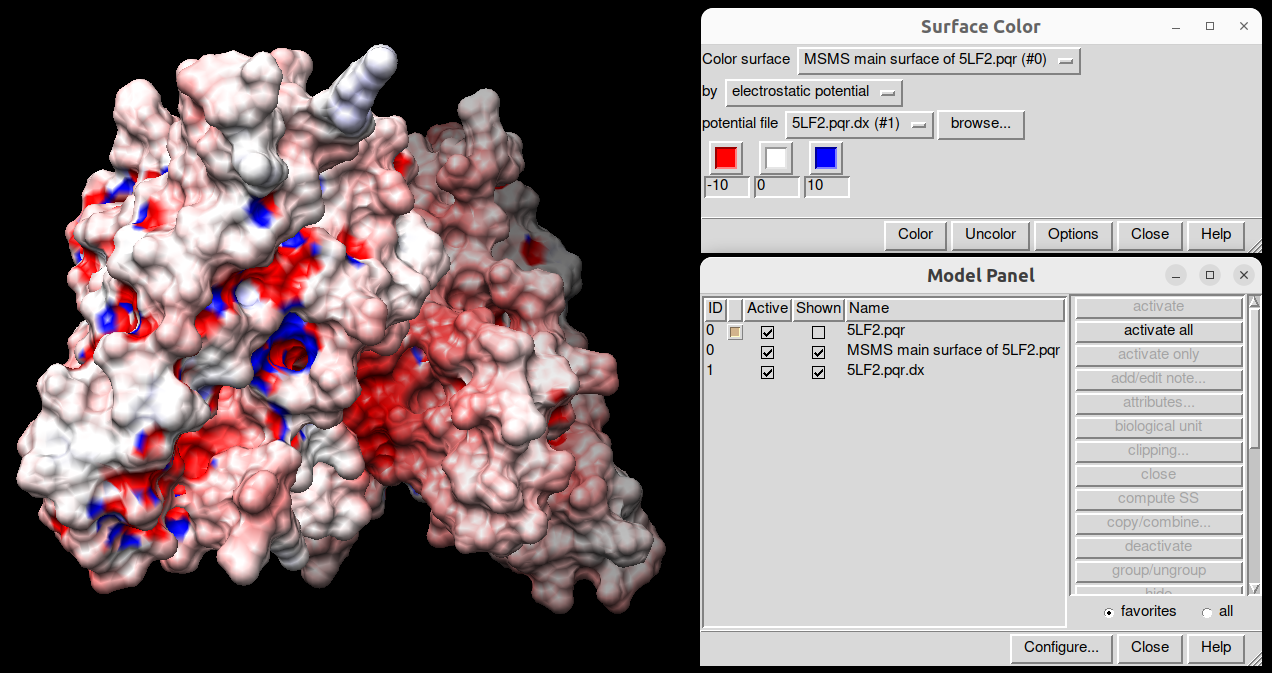 Surface Color
Color surface MSMS main surface of 5LF2.pqr (#0)
by electrostatic potential
potential file 5LF2.pqr.dx (#1) browse...
-10 0 10
Color Uncolor Options Close Help
Model Panel
ID Active Shown Name
0 5LF2.pqr
0 MSMS main surface of 5LF2.pqr
1 5LF2.pqr.dx
activate
activate all
activate only
add/edit note...
attributes...
biological unit
clipping...
close
compute SS
copy/combine...
deactivate
group/ungroup
hide
favorites all
Configure... Close Help